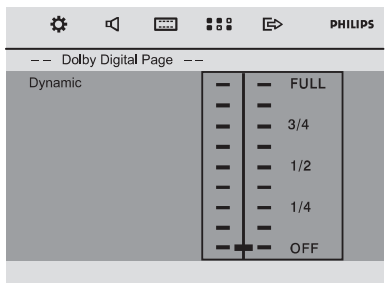 PHILIPS
-- Dolby Digital Page --
Dynamic
FULL
3/4
1/2
1/4
OFF